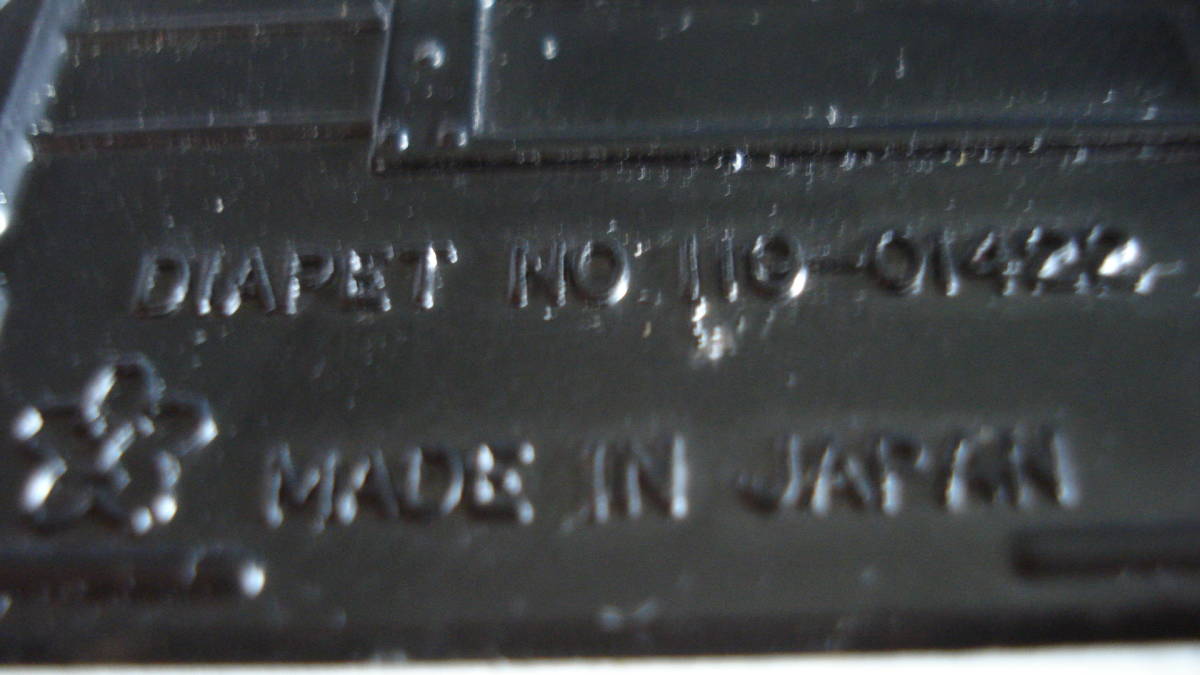 DIAPET NO.110-01422
MADE IN JAPAN